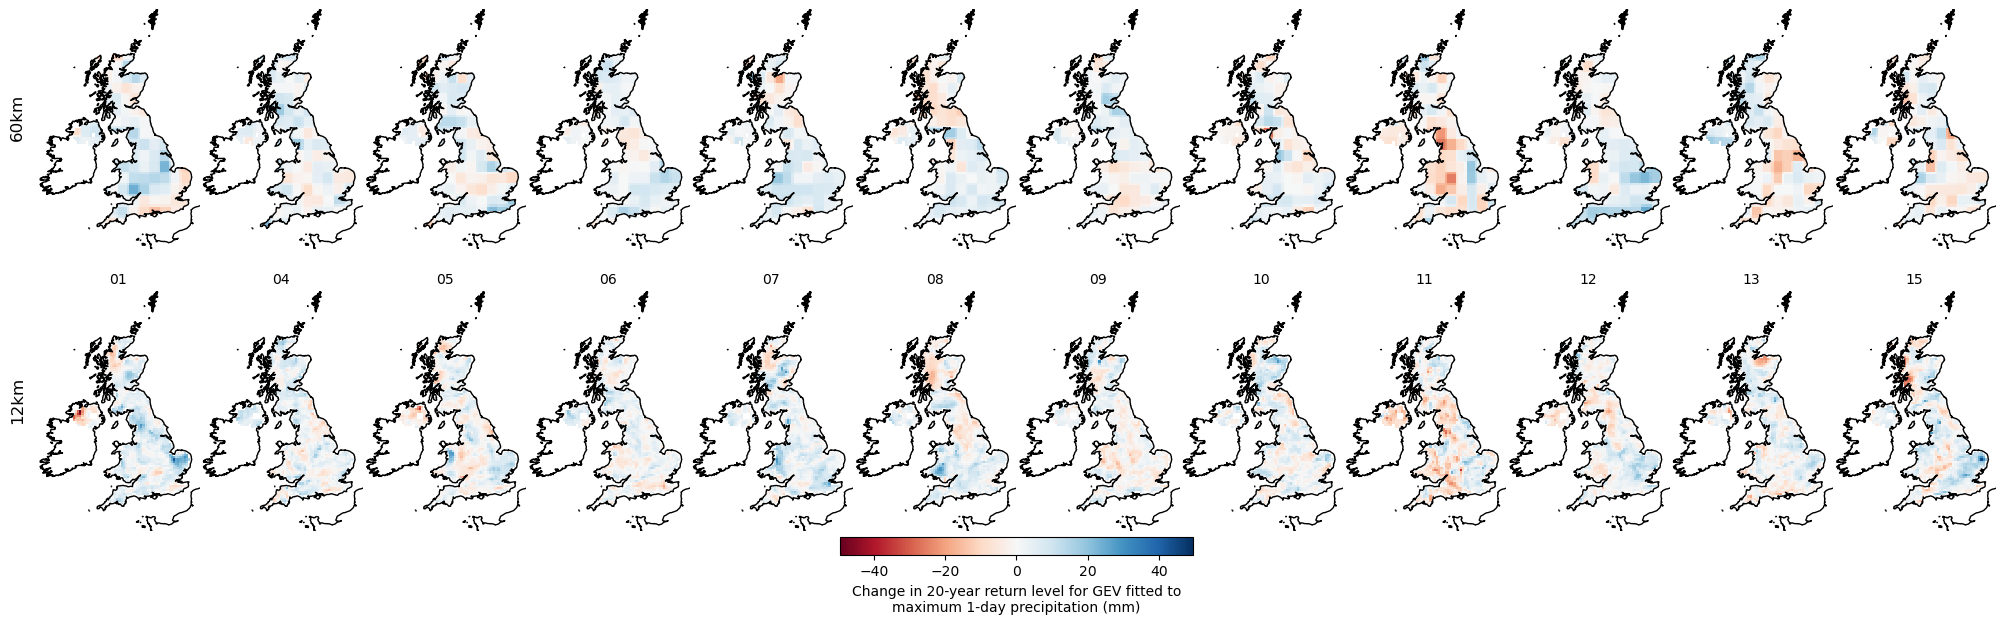 60km
01 04 05 06 07 08 09 10 11 12 13 15
12km
−40 −20 0 20 40
Change in 20-year return level for GEV fitted to
maximum 1-day precipitation (mm)